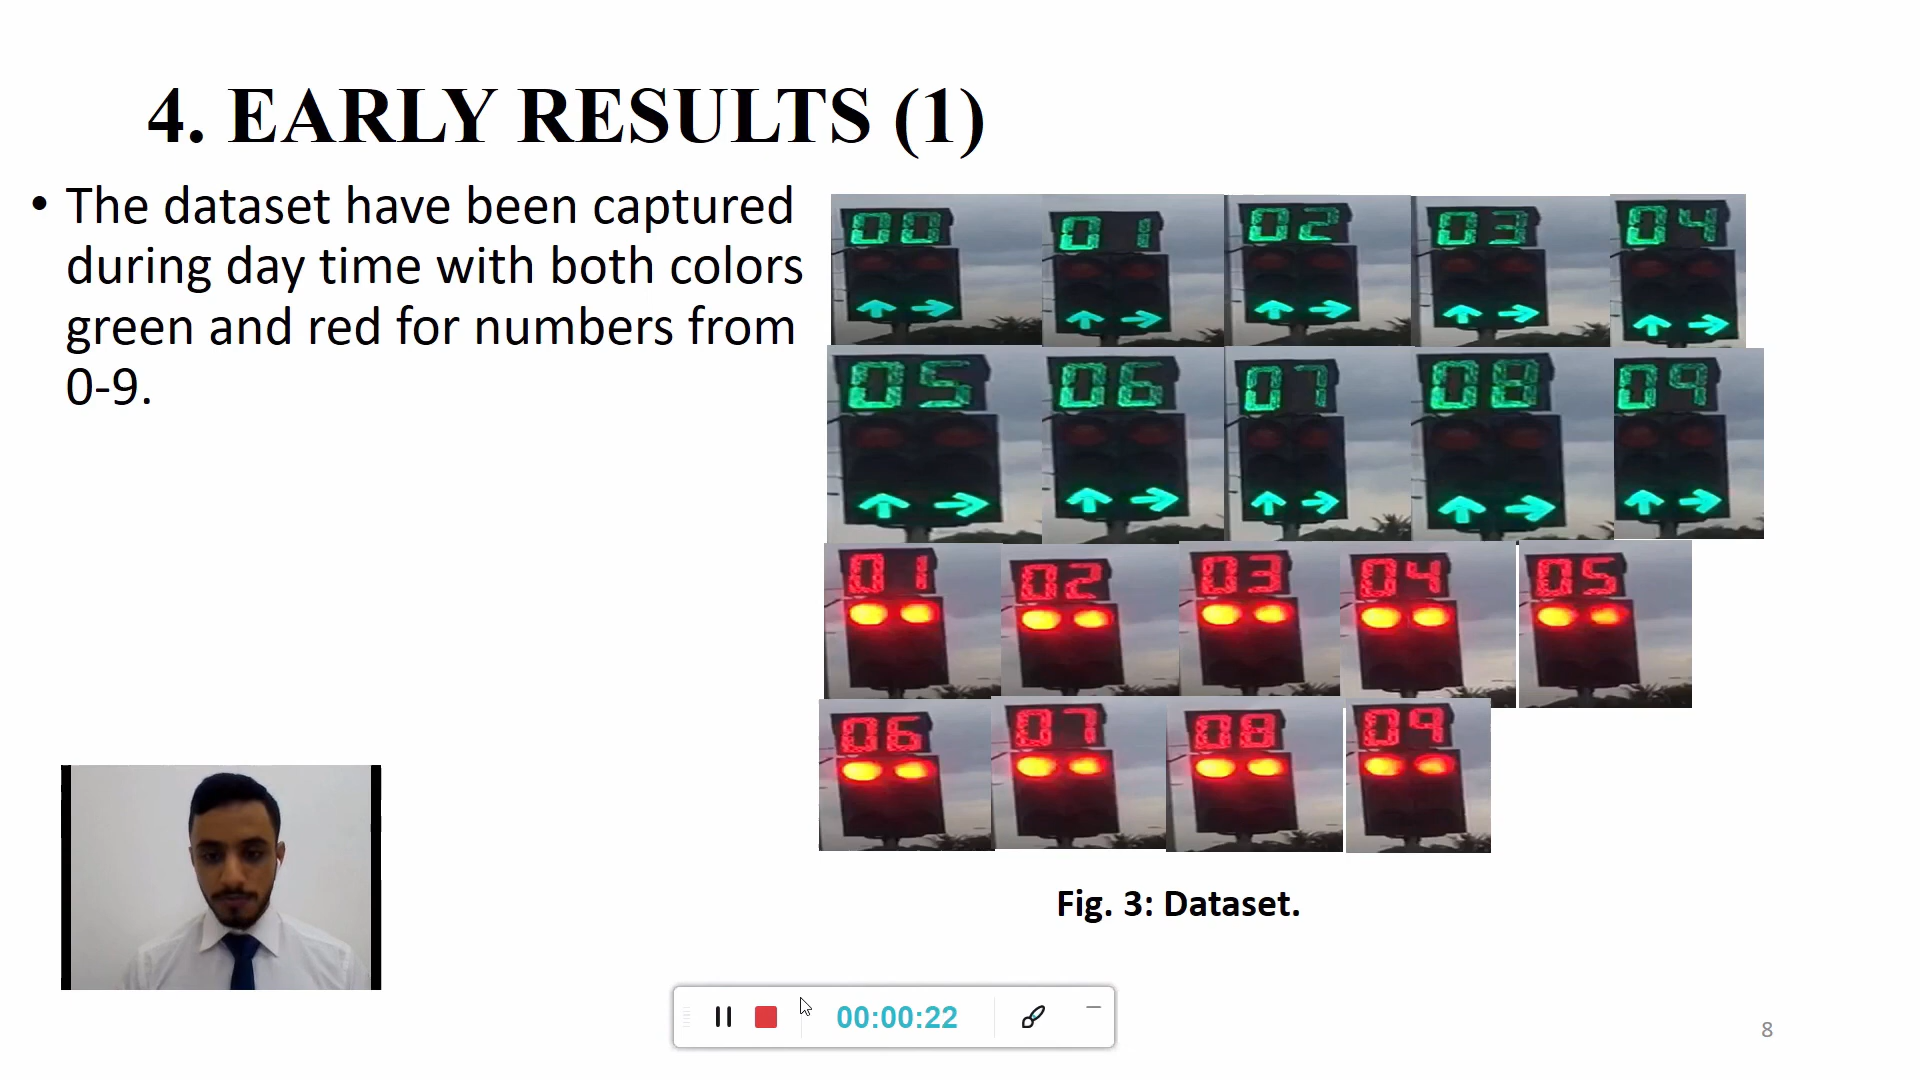 4. EARLY RESULTS (1)
• The dataset have been captured
during day time with both colors
green and red for numbers from
0-9.
00 01 02 03 04
05 06 07 08 09
01 02 03 04 05
06 07 08 09
Fig. 3: Dataset.
00:00:22
8